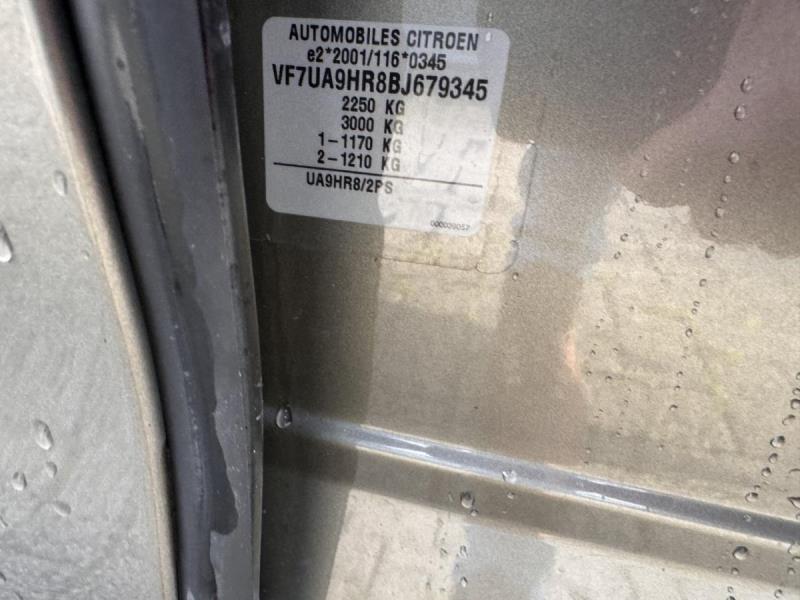 AUTOMOBILES CITROEN
e2*2001/116*0345
VF7UA9HR8BJ679345
2250 KG
3000 KG
1-1170 KG
2-1210 KG
UA9HR8/2PS